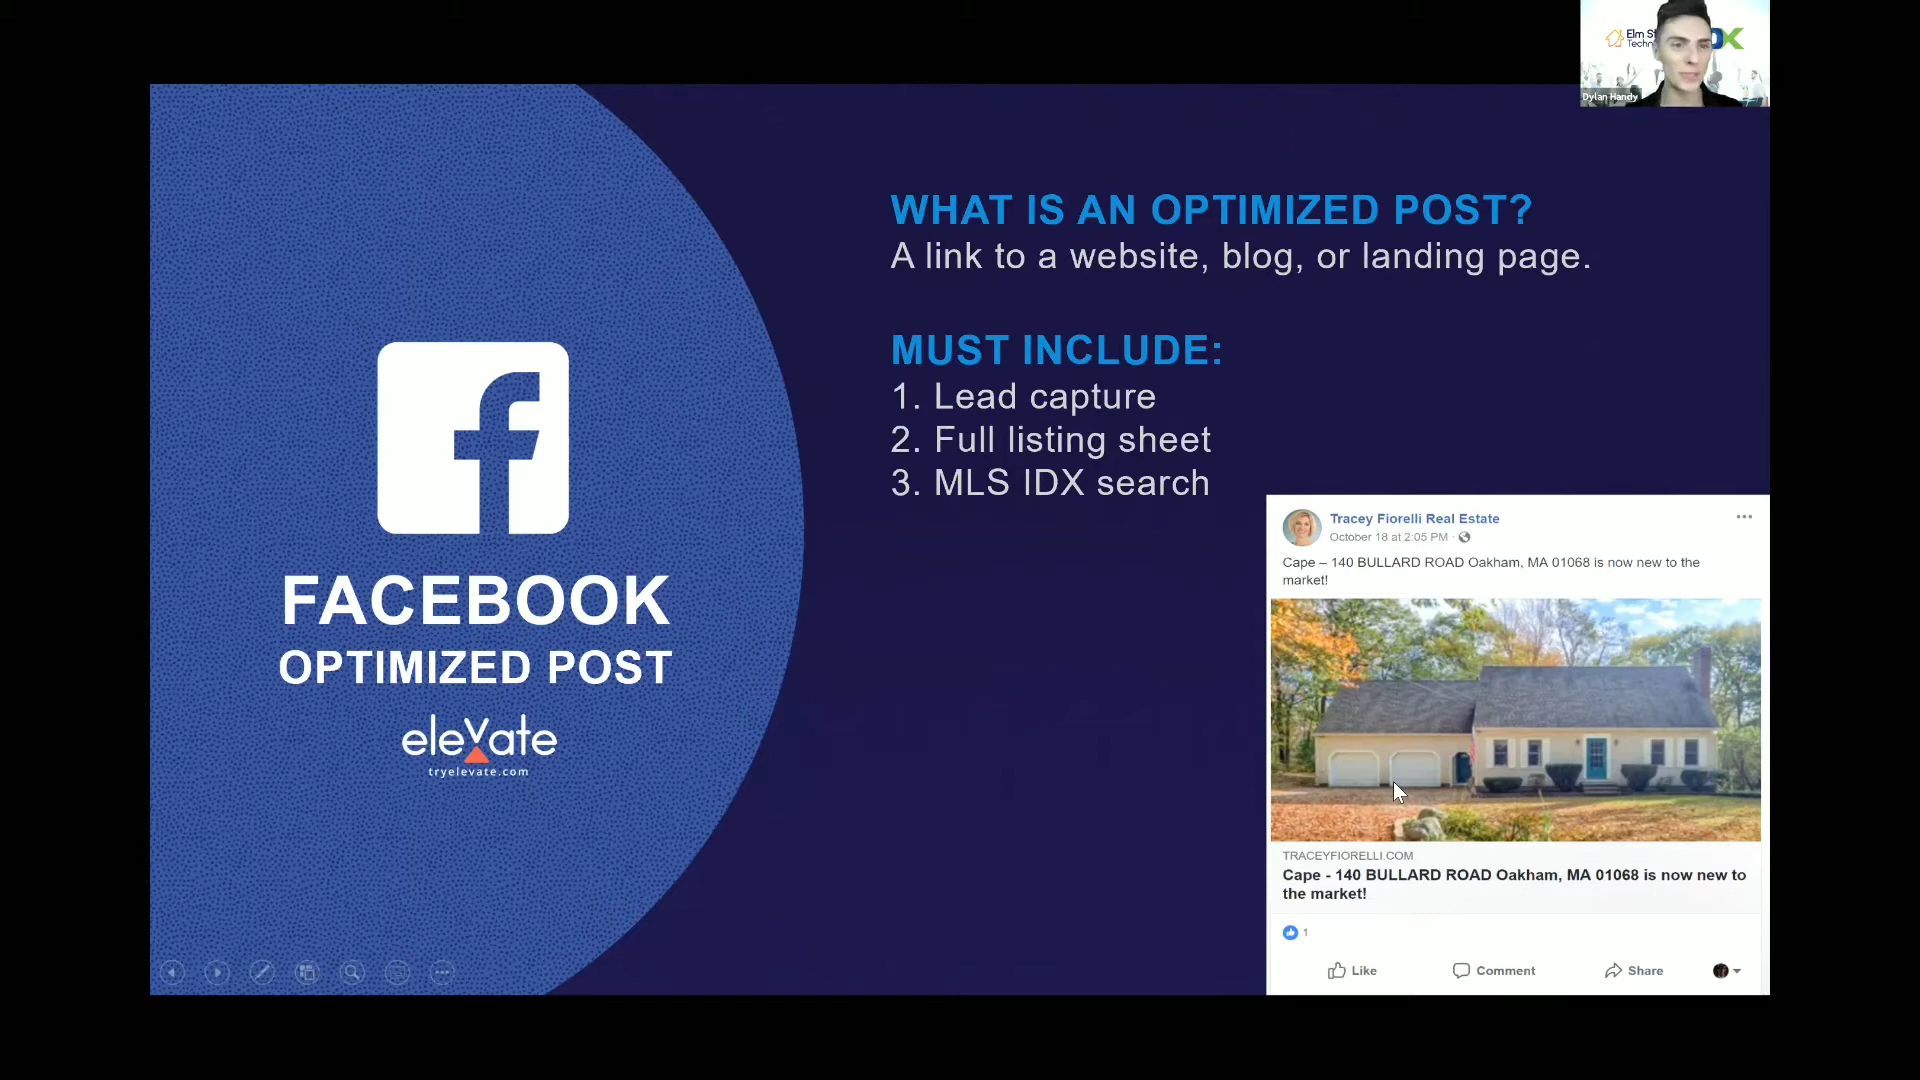 Elm St
Techn
Dylan Handy
WHAT IS AN OPTIMIZED POST?
A link to a website, blog, or landing page.
MUST INCLUDE:
1. Lead capture
2. Full listing sheet
3. MLS IDX search
FACEBOOK
OPTIMIZED POST
elevate
tryelevate.com
Tracey Fiorelli Real Estate
October 18 at 2:05 PM ·
Cape – 140 BULLARD ROAD Oakham, MA 01068 is now new to the
market!
TRACEYFIORELLI.COM
Cape - 140 BULLARD ROAD Oakham, MA 01068 is now new to
the market!
1
Like Comment Share